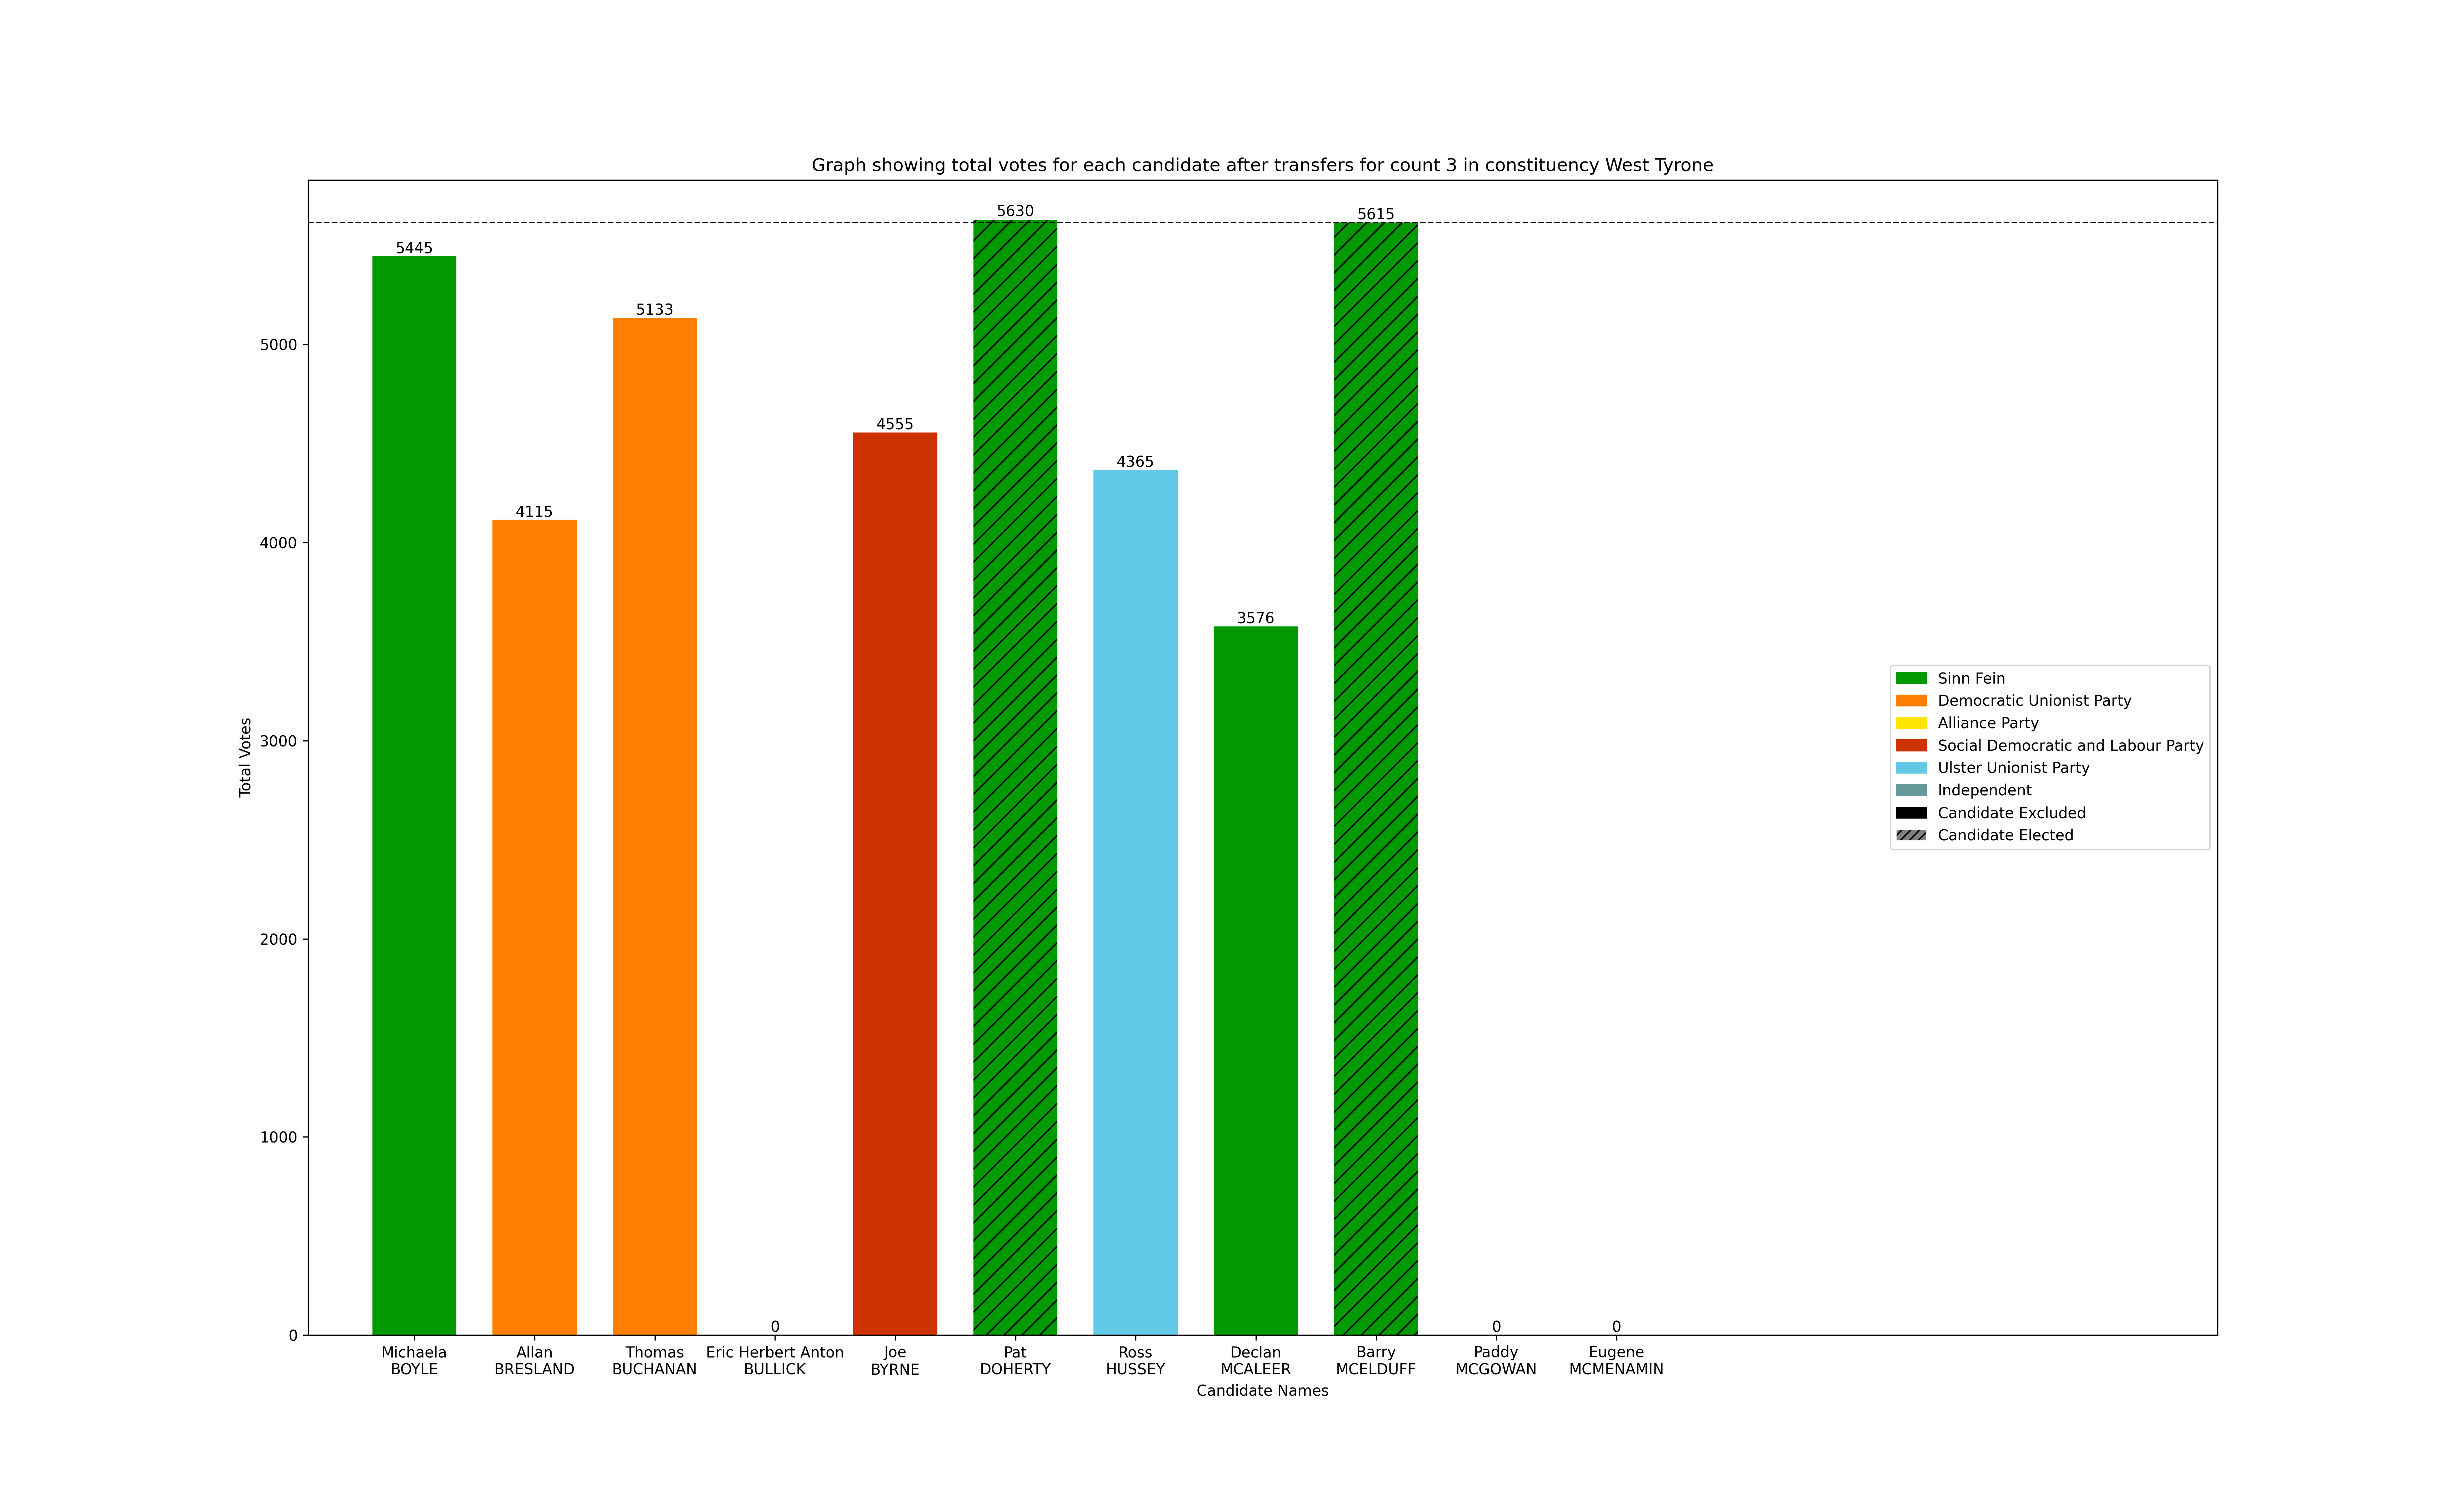 Graph showing total votes for each candidate after transfers for count 3 in constituency West Tyrone
5630
5615
5445
5133
5000
4555
4365
4115
4000
3576
Sinn Fein
Democratic Unionist Party
Alliance Party
Social Democratic and Labour Party
Ulster Unionist Party
Independent
Candidate Excluded
Candidate Elected
Total Votes
3000
2000
1000
0
0
0
0
Michaela
BOYLE
Allan
BRESLAND
Thomas
BUCHANAN
Eric Herbert Anton
BULLICK
Joe
BYRNE
Pat
DOHERTY
Ross
HUSSEY
Declan
MCALEER
Barry
MCELDUFF
Paddy
MCGOWAN
Eugene
MCMENAMIN
Candidate Names